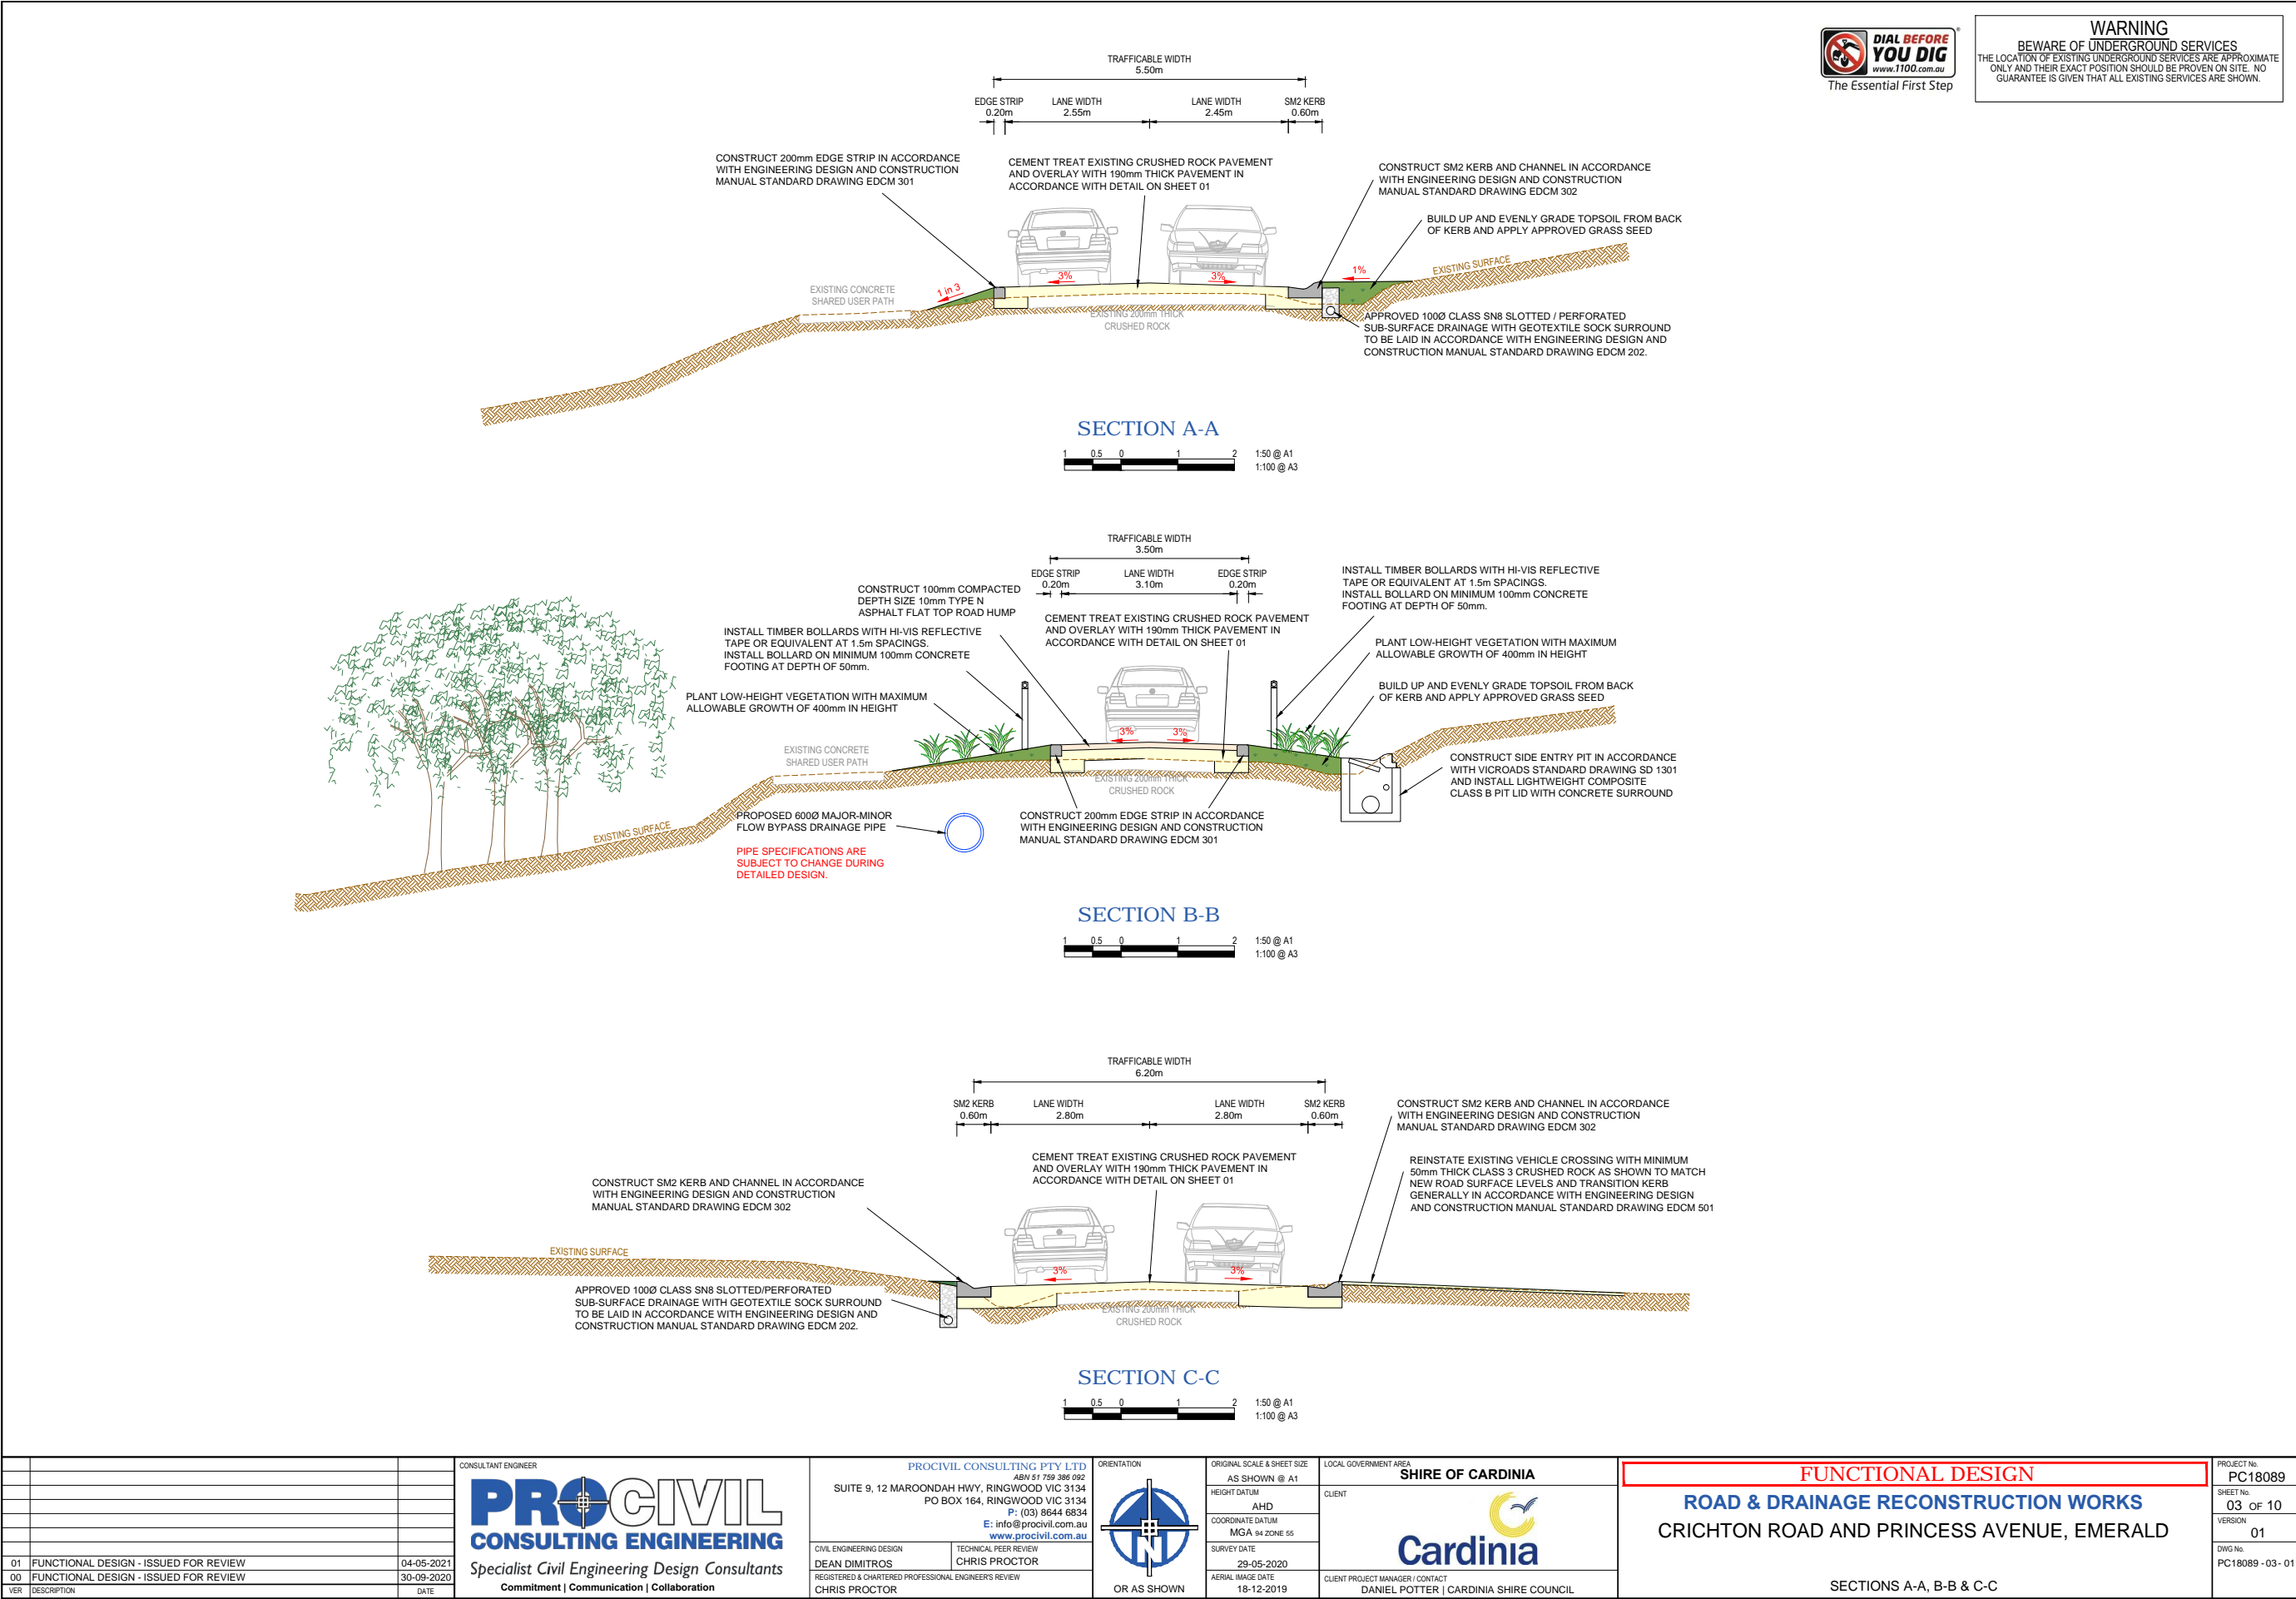 DIAL BEFORE
YOU DIG
www.1100.com.au
The Essential First Step
WARNING
BEWARE OF UNDERGROUND SERVICES
THE LOCATION OF EXISTING UNDERGROUND SERVICES ARE APPROXIMATE
ONLY AND THEIR EXACT POSITION SHOULD BE PROVEN ON SITE. NO
GUARANTEE IS GIVEN THAT ALL EXISTING SERVICES ARE SHOWN.
TRAFFICABLE WIDTH
5.50m
EDGE STRIP
0.20m
LANE WIDTH
2.55m
LANE WIDTH
2.45m
SM2 KERB
0.60m
CONSTRUCT 200mm EDGE STRIP IN ACCORDANCE
WITH ENGINEERING DESIGN AND CONSTRUCTION
MANUAL STANDARD DRAWING EDCM 301
CEMENT TREAT EXISTING CRUSHED ROCK PAVEMENT
AND OVERLAY WITH 190mm THICK PAVEMENT IN
ACCORDANCE WITH DETAIL ON SHEET 01
CONSTRUCT SM2 KERB AND CHANNEL IN ACCORDANCE
WITH ENGINEERING DESIGN AND CONSTRUCTION
MANUAL STANDARD DRAWING EDCM 302
BUILD UP AND EVENLY GRADE TOPSOIL FROM BACK
OF KERB AND APPLY APPROVED GRASS SEED
EXISTING CONCRETE
SHARED USER PATH
1 in 3
3%
3%
1%
EXISTING SURFACE
EXISTING 200mm THICK
CRUSHED ROCK
APPROVED 100Ø CLASS SN8 SLOTTED / PERFORATED
SUB-SURFACE DRAINAGE WITH GEOTEXTILE SOCK SURROUND
TO BE LAID IN ACCORDANCE WITH ENGINEERING DESIGN AND
CONSTRUCTION MANUAL STANDARD DRAWING EDCM 202.
SECTION A-A
1 0.5 0 1 2
1:50 @ A1
1:100 @ A3
TRAFFICABLE WIDTH
3.50m
EDGE STRIP
0.20m
LANE WIDTH
3.10m
EDGE STRIP
0.20m
CONSTRUCT 100mm COMPACTED
DEPTH SIZE 10mm TYPE N
ASPHALT FLAT TOP ROAD HUMP
INSTALL TIMBER BOLLARDS WITH HI-VIS REFLECTIVE
TAPE OR EQUIVALENT AT 1.5m SPACINGS.
INSTALL BOLLARD ON MINIMUM 100mm CONCRETE
FOOTING AT DEPTH OF 50mm.
PLANT LOW-HEIGHT VEGETATION WITH MAXIMUM
ALLOWABLE GROWTH OF 400mm IN HEIGHT
CEMENT TREAT EXISTING CRUSHED ROCK PAVEMENT
AND OVERLAY WITH 190mm THICK PAVEMENT IN
ACCORDANCE WITH DETAIL ON SHEET 01
INSTALL TIMBER BOLLARDS WITH HI-VIS REFLECTIVE
TAPE OR EQUIVALENT AT 1.5m SPACINGS.
INSTALL BOLLARD ON MINIMUM 100mm CONCRETE
FOOTING AT DEPTH OF 50mm.
PLANT LOW-HEIGHT VEGETATION WITH MAXIMUM
ALLOWABLE GROWTH OF 400mm IN HEIGHT
BUILD UP AND EVENLY GRADE TOPSOIL FROM BACK
OF KERB AND APPLY APPROVED GRASS SEED
CONSTRUCT SIDE ENTRY PIT IN ACCORDANCE
WITH VICROADS STANDARD DRAWING SD 1301
AND INSTALL LIGHTWEIGHT COMPOSITE
CLASS B PIT LID WITH CONCRETE SURROUND
EXISTING CONCRETE
SHARED USER PATH
3%
3%
EXISTING 200mm THICK
CRUSHED ROCK
EXISTING SURFACE
PROPOSED 600Ø MAJOR-MINOR
FLOW BYPASS DRAINAGE PIPE
PIPE SPECIFICATIONS ARE
SUBJECT TO CHANGE DURING
DETAILED DESIGN.
CONSTRUCT 200mm EDGE STRIP IN ACCORDANCE
WITH ENGINEERING DESIGN AND CONSTRUCTION
MANUAL STANDARD DRAWING EDCM 301
SECTION B-B
1 0.5 0 1 2
1:50 @ A1
1:100 @ A3
TRAFFICABLE WIDTH
6.20m
SM2 KERB
0.60m
LANE WIDTH
2.80m
LANE WIDTH
2.80m
SM2 KERB
0.60m
CONSTRUCT SM2 KERB AND CHANNEL IN ACCORDANCE
WITH ENGINEERING DESIGN AND CONSTRUCTION
MANUAL STANDARD DRAWING EDCM 302
CEMENT TREAT EXISTING CRUSHED ROCK PAVEMENT
AND OVERLAY WITH 190mm THICK PAVEMENT IN
ACCORDANCE WITH DETAIL ON SHEET 01
CONSTRUCT SM2 KERB AND CHANNEL IN ACCORDANCE
WITH ENGINEERING DESIGN AND CONSTRUCTION
MANUAL STANDARD DRAWING EDCM 302
REINSTATE EXISTING VEHICLE CROSSING WITH MINIMUM
50mm THICK CLASS 3 CRUSHED ROCK AS SHOWN TO MATCH
NEW ROAD SURFACE LEVELS AND TRANSITION KERB
GENERALLY IN ACCORDANCE WITH ENGINEERING DESIGN
AND CONSTRUCTION MANUAL STANDARD DRAWING EDCM 501
EXISTING SURFACE
3%
3%
APPROVED 100Ø CLASS SN8 SLOTTED/PERFORATED
SUB-SURFACE DRAINAGE WITH GEOTEXTILE SOCK SURROUND
TO BE LAID IN ACCORDANCE WITH ENGINEERING DESIGN AND
CONSTRUCTION MANUAL STANDARD DRAWING EDCM 202.
EXISTING 200mm THICK
CRUSHED ROCK
SECTION C-C
1 0.5 0 1 2
1:50 @ A1
1:100 @ A3
01 FUNCTIONAL DESIGN - ISSUED FOR REVIEW 04-05-2021
00 FUNCTIONAL DESIGN - ISSUED FOR REVIEW 30-09-2020
VER DESCRIPTION DATE
CONSULTANT ENGINEER
PROCIVIL
CONSULTING ENGINEERING
Specialist Civil Engineering Design Consultants
Commitment | Communication | Collaboration
PROCIVIL CONSULTING PTY LTD
ABN 51 759 386 092
SUITE 9, 12 MAROONDAH HWY, RINGWOOD VIC 3134
PO BOX 164, RINGWOOD VIC 3134
P: (03) 8644 6834
E: info@procivil.com.au
www.procivil.com.au
CIVIL ENGINEERING DESIGN
DEAN DIMITROS
TECHNICAL PEER REVIEW
CHRIS PROCTOR
REGISTERED & CHARTERED PROFESSIONAL ENGINEER'S REVIEW
CHRIS PROCTOR
ORIENTATION
N
OR AS SHOWN
ORIGINAL SCALE & SHEET SIZE
AS SHOWN @ A1
HEIGHT DATUM
AHD
COORDINATE DATUM
MGA 94 ZONE 55
SURVEY DATE
29-05-2020
AERIAL IMAGE DATE
18-12-2019
LOCAL GOVERNMENT AREA
SHIRE OF CARDINIA
CLIENT
Cardinia
CLIENT PROJECT MANAGER / CONTACT
DANIEL POTTER | CARDINIA SHIRE COUNCIL
FUNCTIONAL DESIGN
ROAD & DRAINAGE RECONSTRUCTION WORKS
CRICHTON ROAD AND PRINCESS AVENUE, EMERALD
SECTIONS A-A, B-B & C-C
PROJECT No.
PC18089
SHEET No.
03 OF 10
VERSION
01
DWG No.
PC18089 - 03 - 01